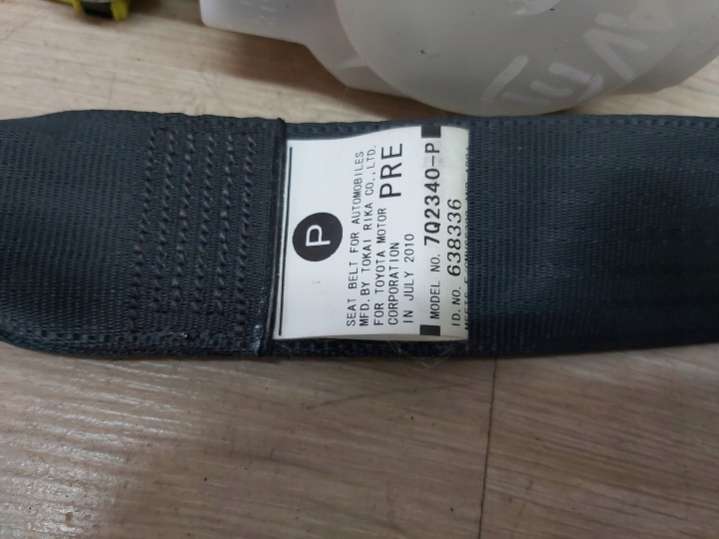 P
SEAT BELT FOR AUTOMOBILES
MFD. BY TOKAI RIKA CO., LTD.
FOR TOYOTA MOTOR
CORPORATION
PRE
IN JULY 2010
MODEL NO. 7Q2340-P
ID. NO. 638336